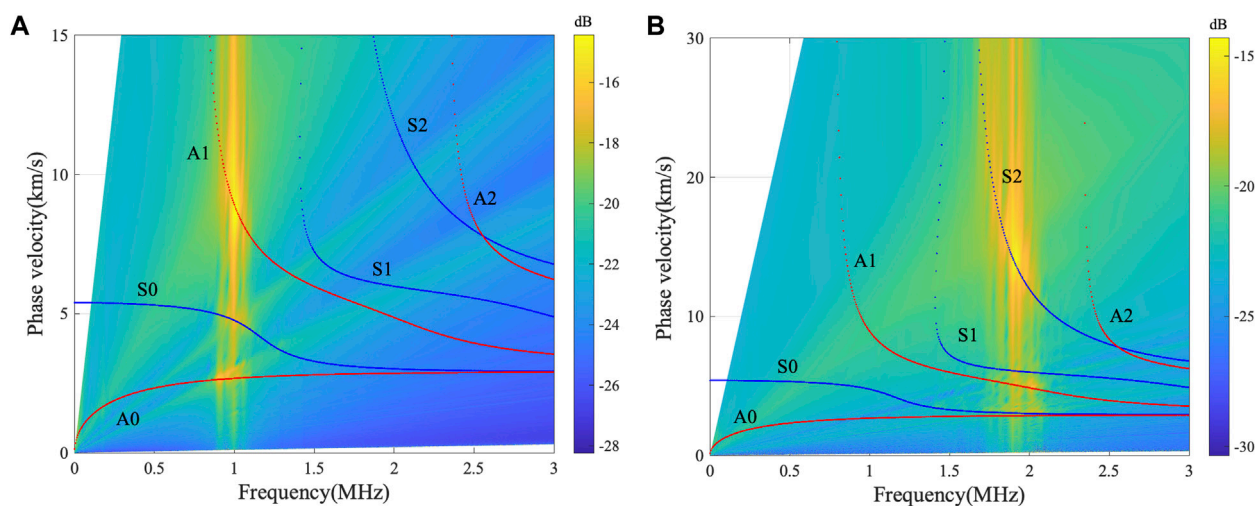 A
dB
15
10
5
0
Phase velocity(km/s)
A1
S2
A2
S1
S0
A0
0
0.5
1
1.5
2
2.5
3
Frequency(MHz)
-16
-18
-20
-22
-24
-26
-28
B
dB
30
20
10
0
Phase velocity(km/s)
S2
A1
A2
S1
S0
A0
0
0.5
1
1.5
2
2.5
3
Frequency(MHz)
-15
-20
-25
-30